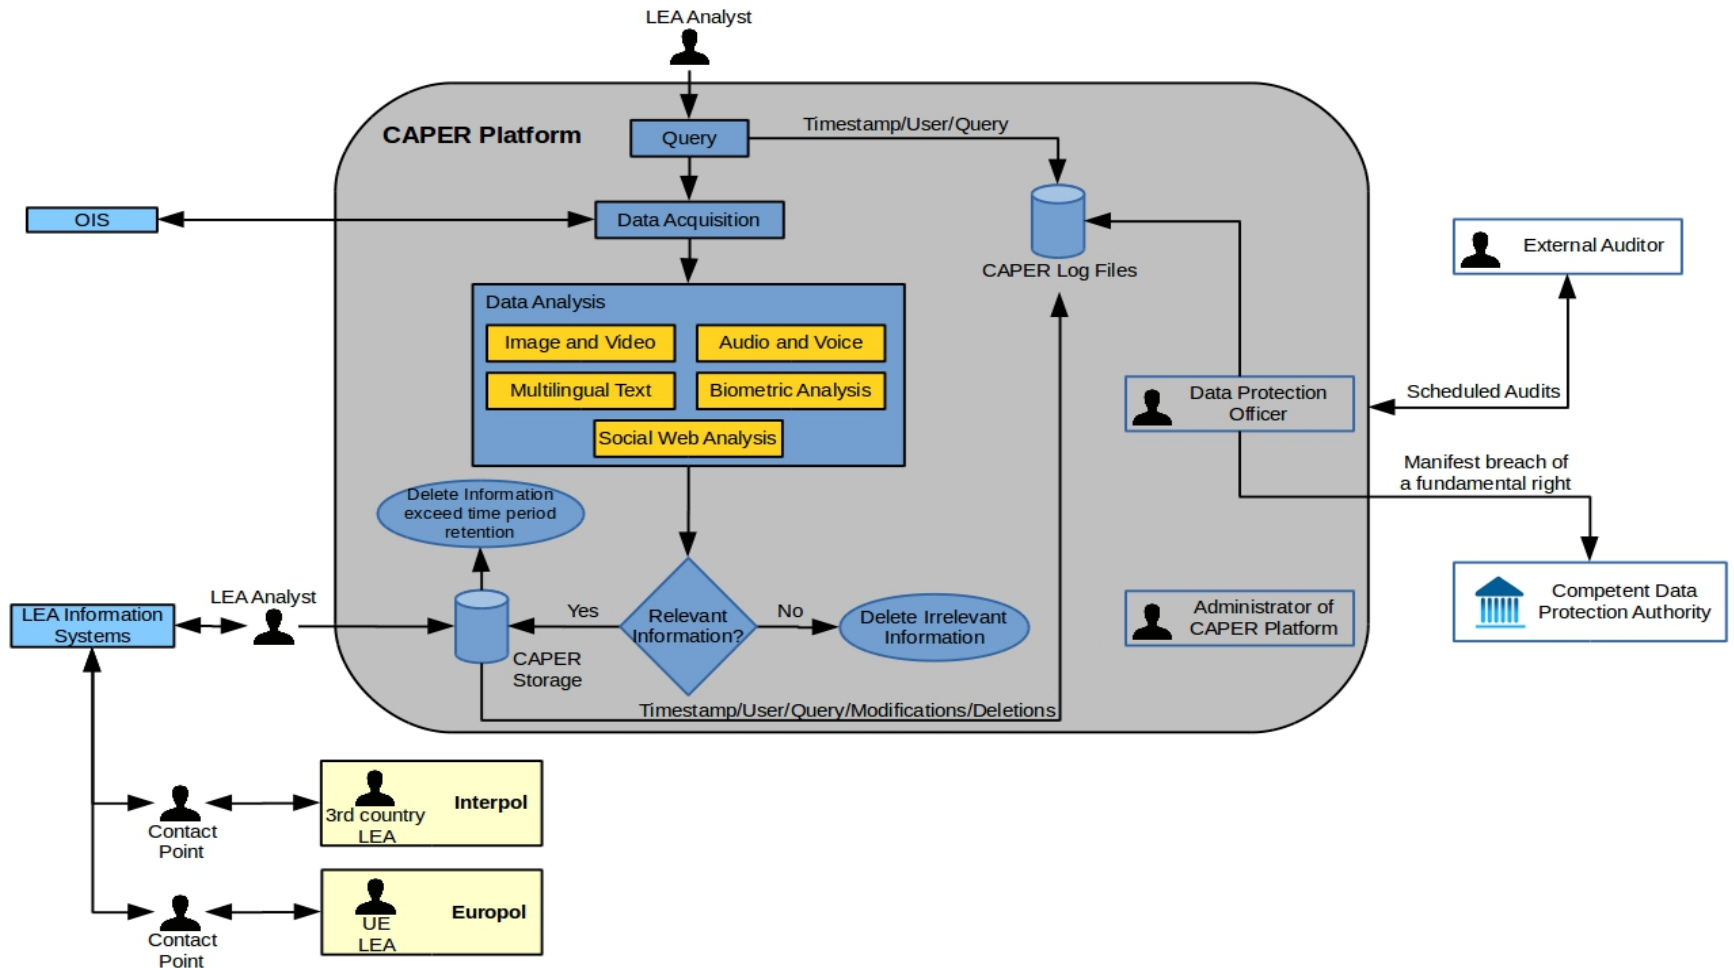 LEA Analyst
CAPER Platform
Query
Timestamp/User/Query
OIS
Data Acquisition
CAPER Log Files
External Auditor
Data Analysis
Image and Video
Audio and Voice
Multilingual Text
Biometric Analysis
Social Web Analysis
Data Protection
Officer
Scheduled Audits
Manifest breach of
a fundamental right
Delete Information
exceed time period
retention
LEA Information
Systems
LEA Analyst
CAPER
Storage
Yes
Relevant
Information?
No
Delete Irrelevant
Information
Administrator of
CAPER Platform
Competent Data
Protection Authority
Timestamp/User/Query/Modifications/Deletions
Contact
Point
3rd country
LEA
Interpol
Contact
Point
UE
LEA
Europol